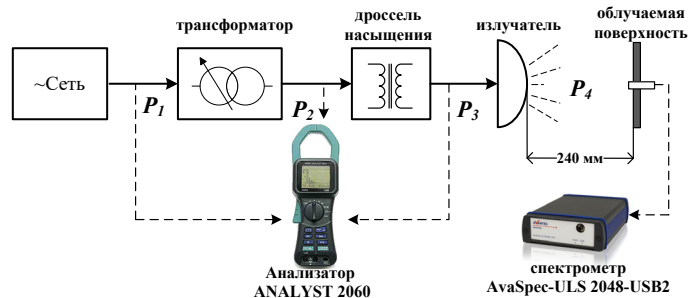 трансформатор
дроссель
насыщения
излучатель
облучаемая
поверхность
~Сеть
P1
P2
P3
P4
240 мм
Анализатор
ANALYST 2060
спектрометр
AvaSpec-ULS 2048-USB2